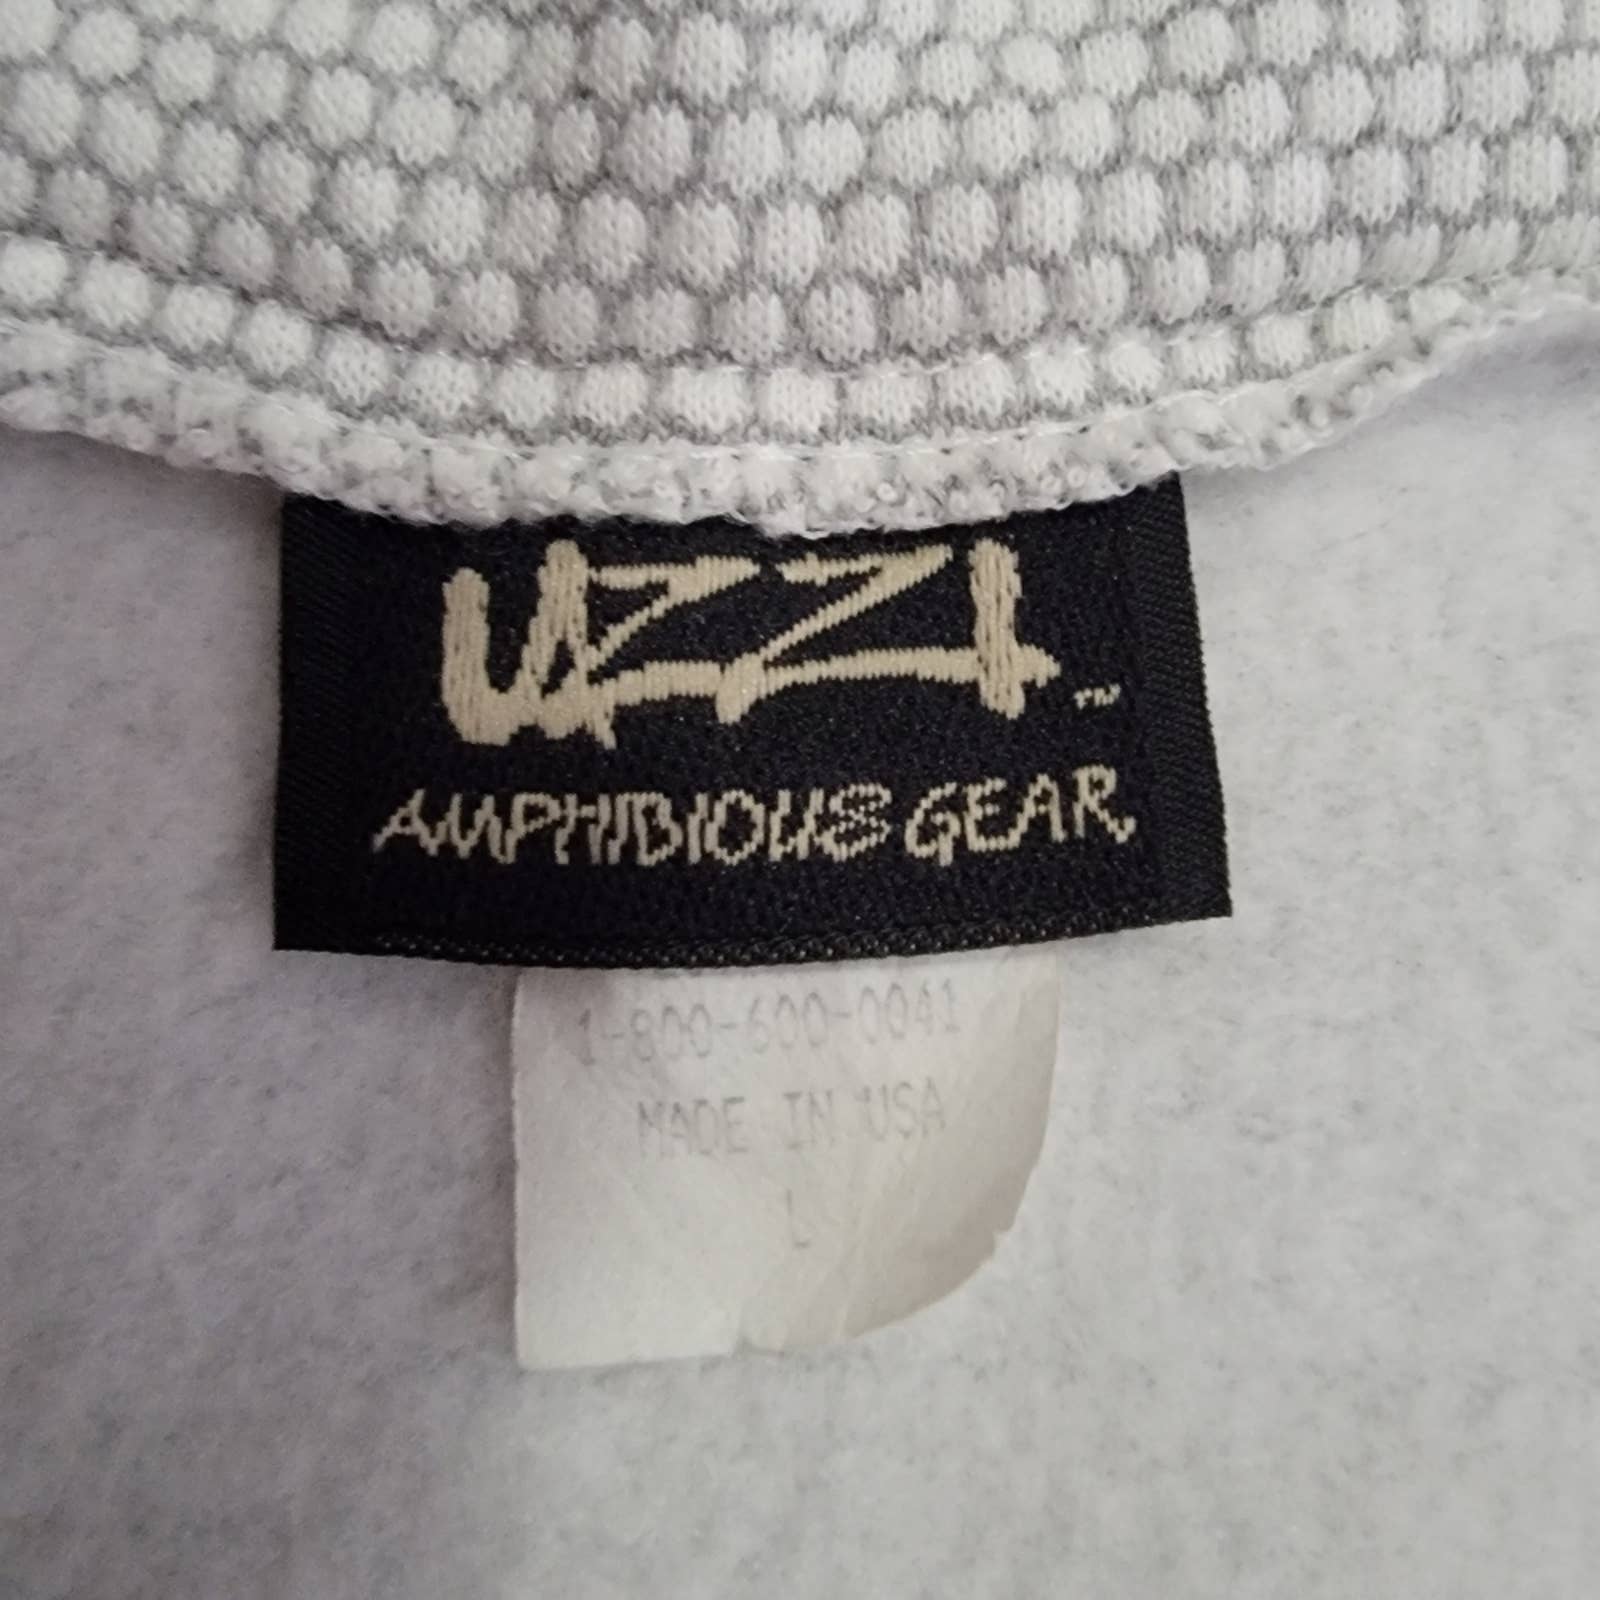 UZZI ™
AMPHIBIOUS GEAR
1-800-600-0041
MADE IN USA
L